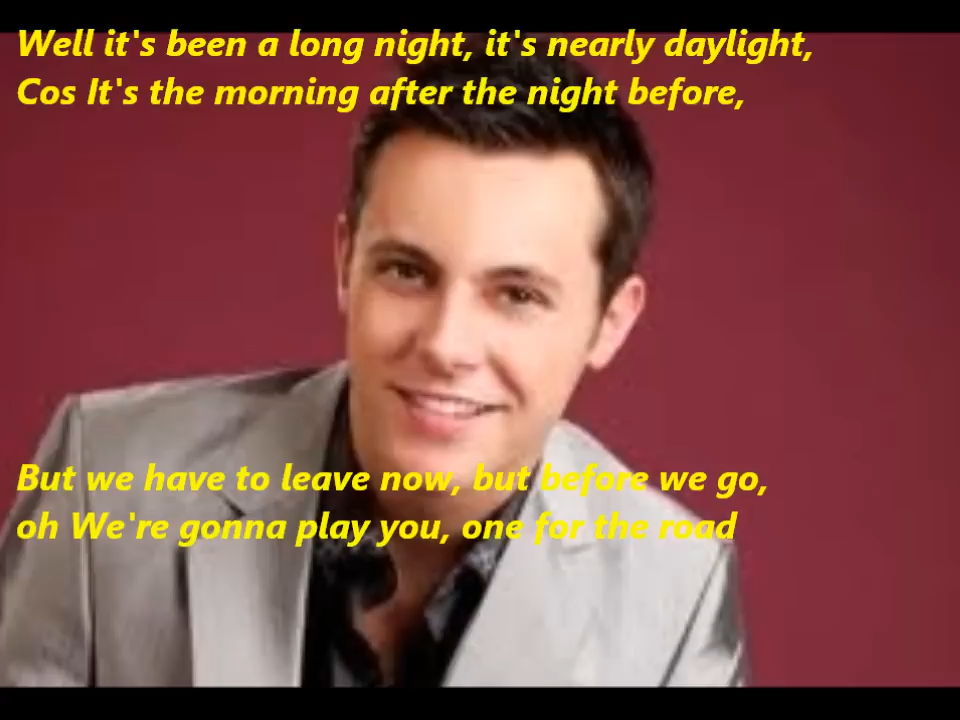 Well it's been a long night, it's nearly daylight,
Cos It's the morning after the night before,
But we have to leave now, but before we go,
oh We're gonna play you, one for the road